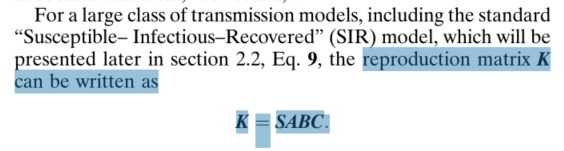 For a large class of transmission models, including the standard
“Susceptible– Infectious–Recovered” (SIR) model, which will be
presented later in section 2.2, Eq. 9, the reproduction matrix K
can be written as
K = SABC.